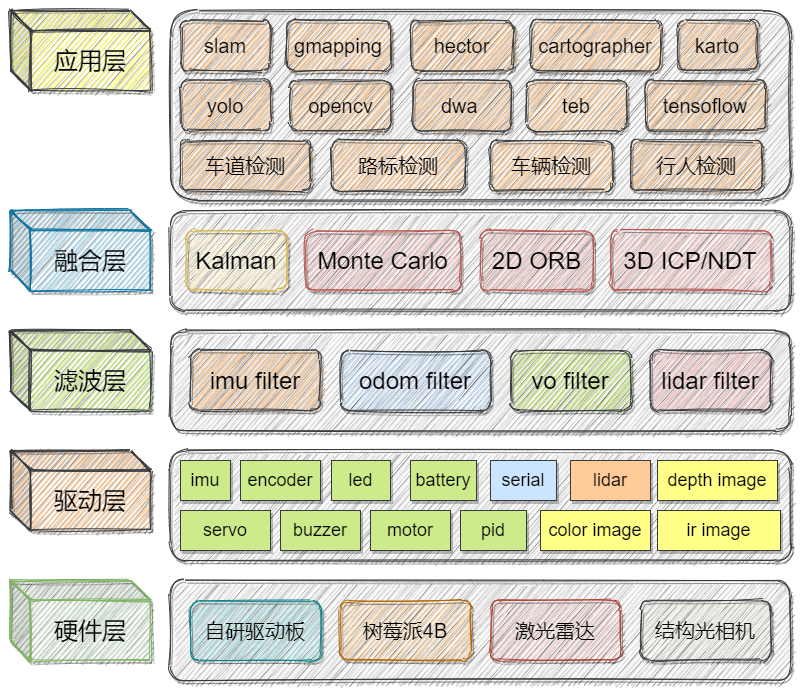 应用层
slam gmapping hector cartographer karto
yolo opencv dwa teb tensoflow
车道检测 路标检测 车辆检测 行人检测
融合层
Kalman Monte Carlo 2D ORB 3D ICP/NDT
滤波层
imu filter odom filter vo filter lidar filter
驱动层
imu encoder led battery serial lidar depth image
servo buzzer motor pid color image ir image
硬件层
自研驱动板 树莓派4B 激光雷达 结构光相机